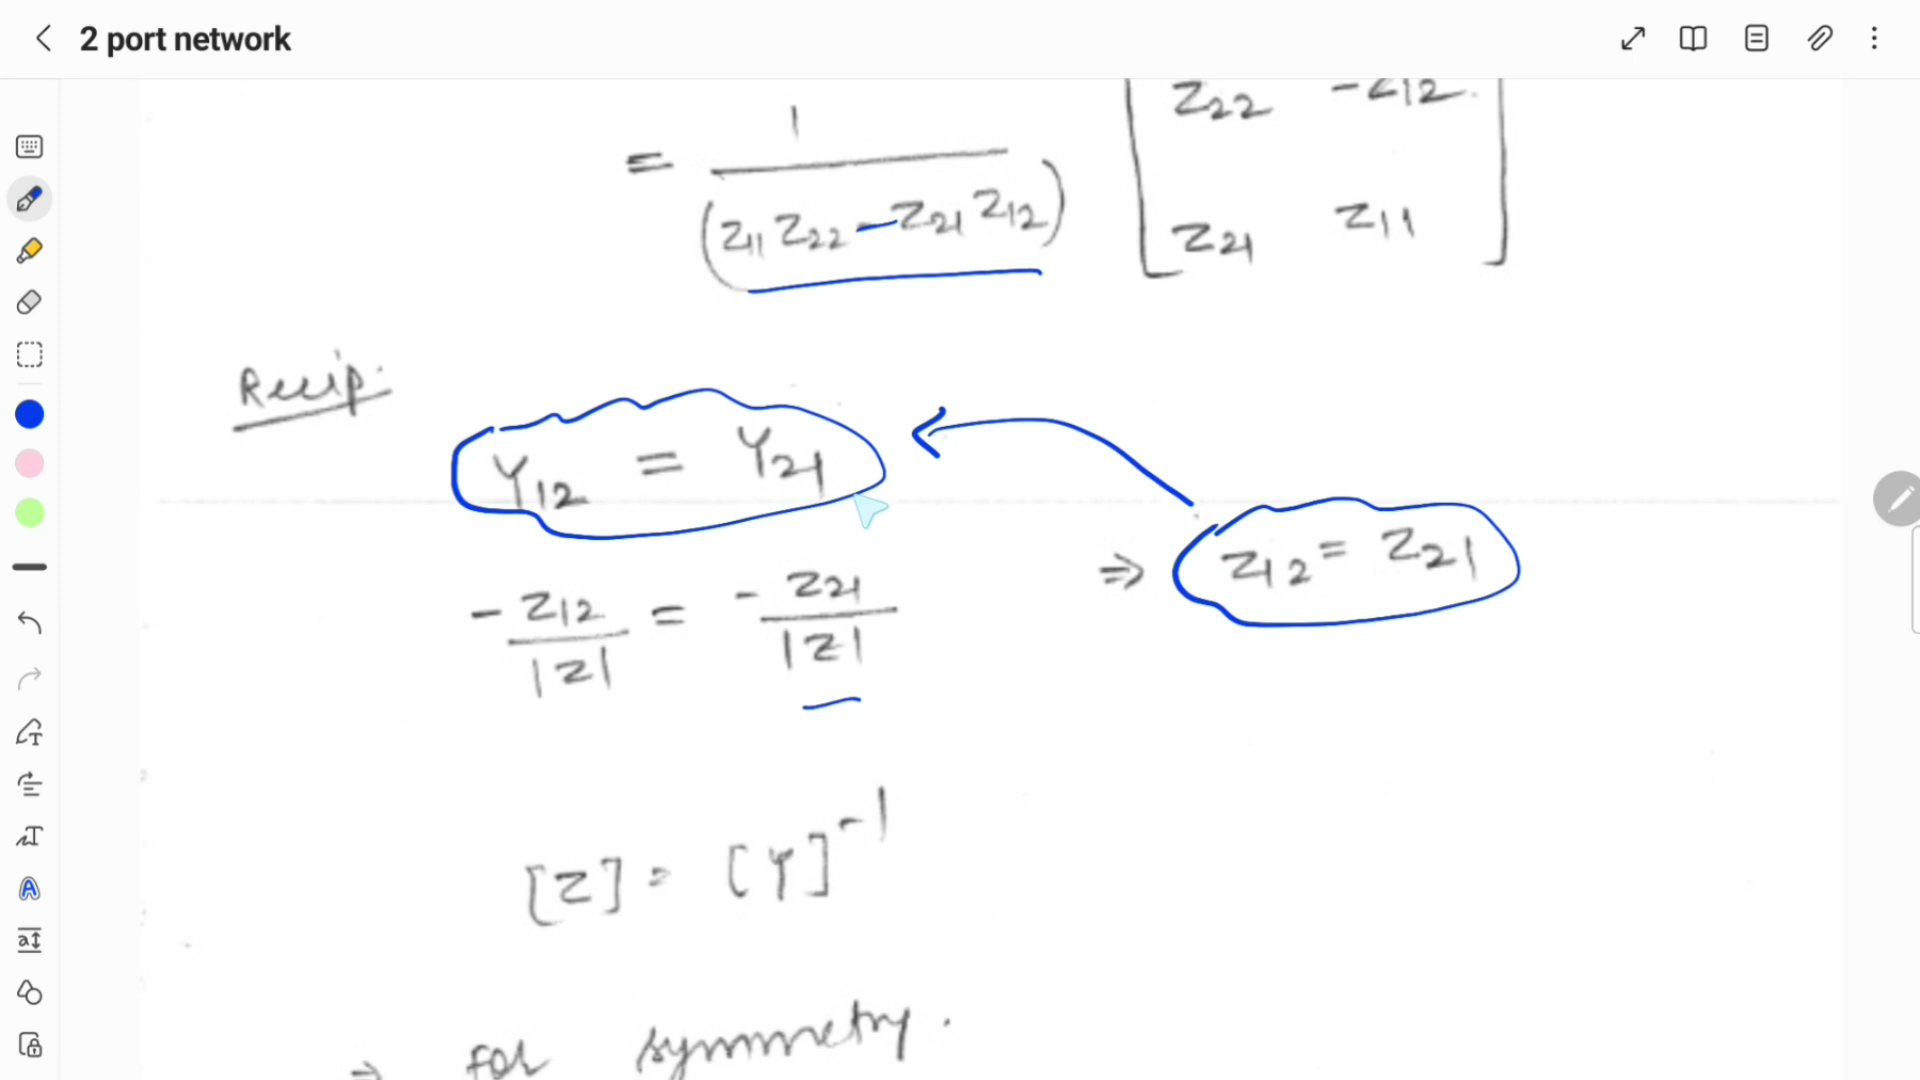 2 port network
= 1 / (Z11 Z22 - Z21 Z12) [ Z22 -Z12
Z21 Z11 ]
Recip.
Y12 = Y21
⇒ Z12 = Z21
-Z12 / |Z| = - Z21 / |Z|
[Z] = [Y]^-1
⇒ for symmetry.